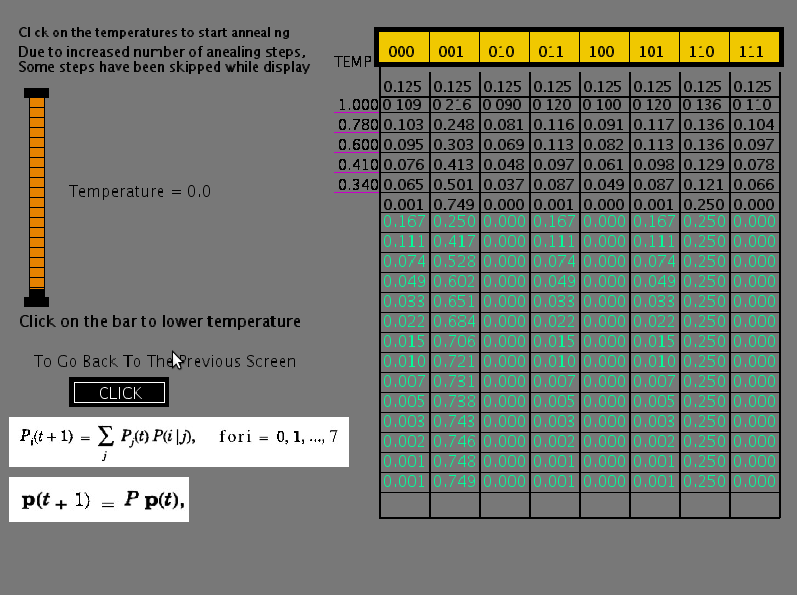 Click on the temperatures to start annealing
Due to increased number of anealing steps,
Some steps have been skipped while display
Temperature = 0.0
Click on the bar to lower temperature
To Go Back To The Previous Screen
CLICK
P_i(t + 1) = ∑_j P_j(t) P(i | j), for i = 0, 1, ..., 7
p(t + 1) = P p(t),
TEMP 000 001 010 011 100 101 110 111
0.125 0.125 0.125 0.125 0.125 0.125 0.125 0.125
1.000 0.109 0.216 0.090 0.120 0.100 0.120 0.136 0.110
0.780 0.103 0.248 0.081 0.116 0.091 0.117 0.136 0.104
0.600 0.095 0.303 0.069 0.113 0.082 0.113 0.136 0.097
0.410 0.076 0.413 0.048 0.097 0.061 0.098 0.129 0.078
0.340 0.065 0.501 0.037 0.087 0.049 0.087 0.121 0.066
0.001 0.749 0.000 0.001 0.000 0.001 0.250 0.000
0.167 0.250 0.000 0.167 0.000 0.167 0.250 0.000
0.111 0.417 0.000 0.111 0.000 0.111 0.250 0.000
0.074 0.528 0.000 0.074 0.000 0.074 0.250 0.000
0.049 0.602 0.000 0.049 0.000 0.049 0.250 0.000
0.033 0.651 0.000 0.033 0.000 0.033 0.250 0.000
0.022 0.684 0.000 0.022 0.000 0.022 0.250 0.000
0.015 0.706 0.000 0.015 0.000 0.015 0.250 0.000
0.010 0.721 0.000 0.010 0.000 0.010 0.250 0.000
0.007 0.731 0.000 0.007 0.000 0.007 0.250 0.000
0.005 0.738 0.000 0.005 0.000 0.005 0.250 0.000
0.003 0.743 0.000 0.003 0.000 0.003 0.250 0.000
0.002 0.746 0.000 0.002 0.000 0.002 0.250 0.000
0.001 0.748 0.000 0.001 0.000 0.001 0.250 0.000
0.001 0.749 0.000 0.001 0.000 0.001 0.250 0.000